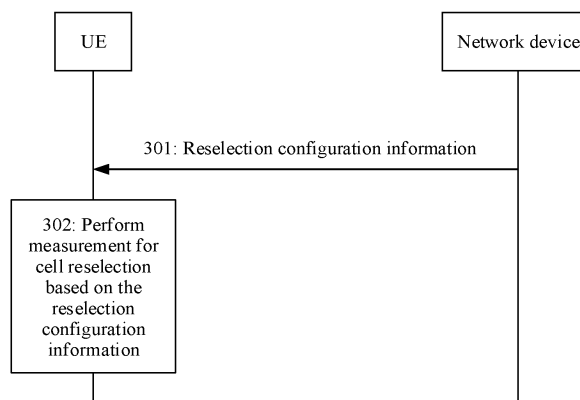 UE
Network device
301: Reselection configuration information
302: Perform
measurement for
cell reselection
based on the
reselection
configuration
information